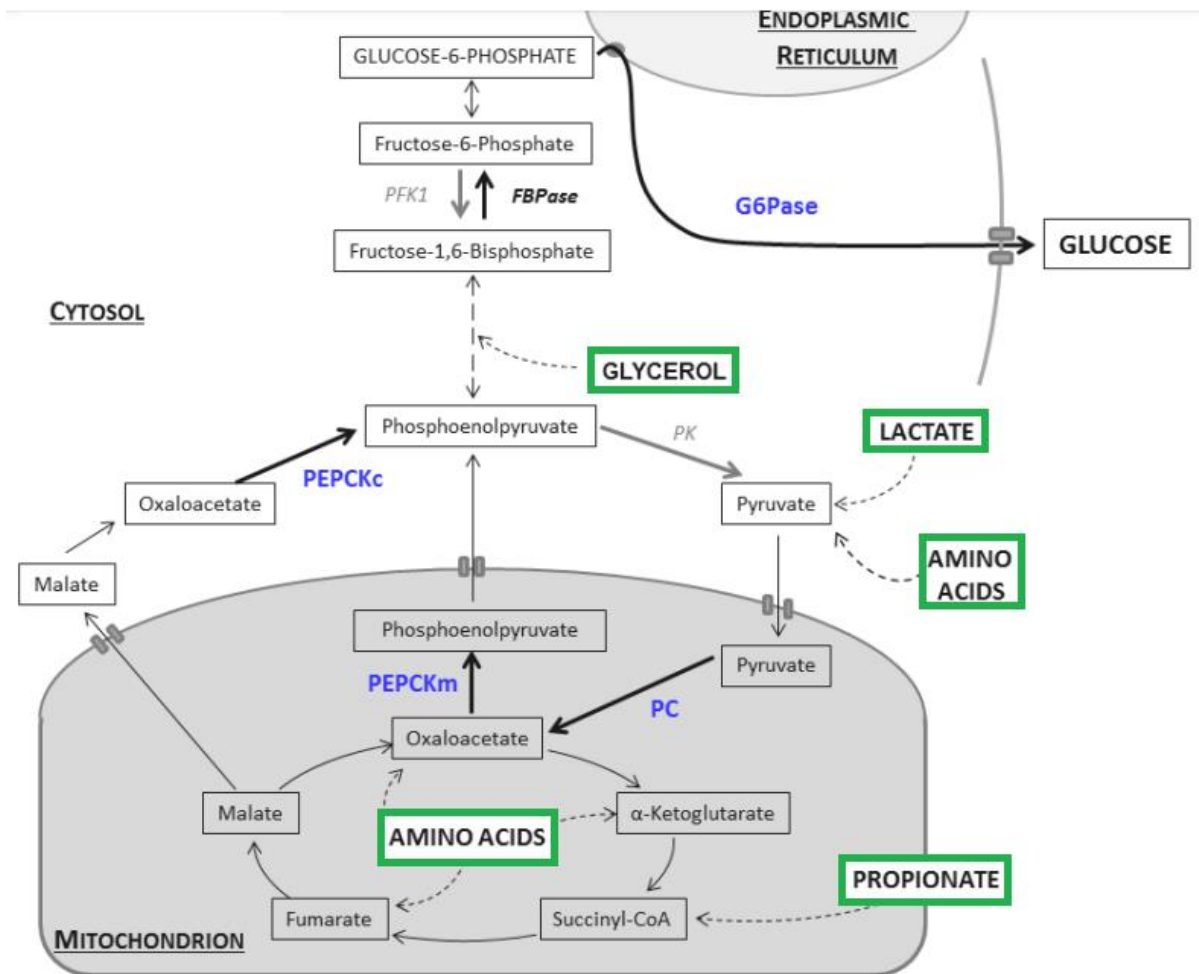 ENDOPLASMIC
RETICULUM
GLUCOSE-6-PHOSPHATE
Fructose-6-Phosphate
PFK1
FBPase
G6Pase
Fructose-1,6-Bisphosphate
GLUCOSE
CYTOSOL
GLYCEROL
Phosphoenolpyruvate
PK
LACTATE
PEPCKc
Oxaloacetate
Pyruvate
Malate
AMINO
ACIDS
Phosphoenolpyruvate
Pyruvate
PEPCKm
PC
Oxaloacetate
Malate
AMINO ACIDS
α-Ketoglutarate
PROPIONATE
Fumarate
Succinyl-CoA
MITOCHONDRION